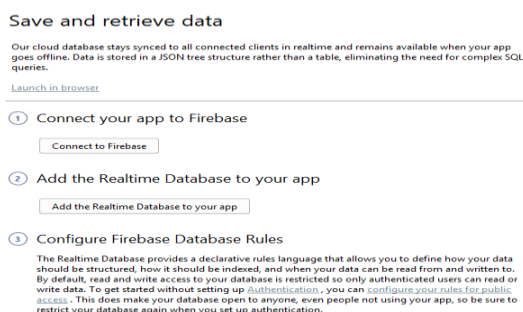 Save and retrieve data
Our cloud database stays synced to all connected clients in realtime and remains available when your app
goes offline. Data is stored in a JSON tree structure rather than a table, eliminating the need for complex SQL
queries.
Launch in browser
1 Connect your app to Firebase
Connect to Firebase
2 Add the Realtime Database to your app
Add the Realtime Database to your app
3 Configure Firebase Database Rules
The Realtime Database provides a declarative rules language that allows you to define how your data
should be structured, how it should be indexed, and when your data can be read from and written to.
By default, read and write access to your database is restricted so only authenticated users can read or
write data. To get started without setting up Authentication , you can configure your rules for public
access . This does make your database open to anyone, even people not using your app, so be sure to
restrict your database again when you set up authentication.